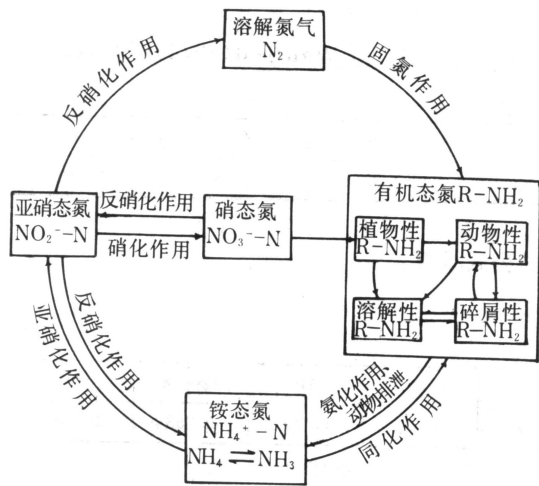 溶解氮气
N₂
反硝化作用
固氮作用
亚硝态氮
NO₂⁻-N
反硝化作用
硝化作用
硝态氮
NO₃⁻-N
有机态氮R-NH₂
植物性
R-NH₂
动物性
R-NH₂
溶解性
R-NH₂
碎屑性
R-NH₂
亚硝化作用
反硝化作用
氨化作用、
动物排泄
同化作用
铵态氮
NH₄⁺-N
NH₄⇌NH₃